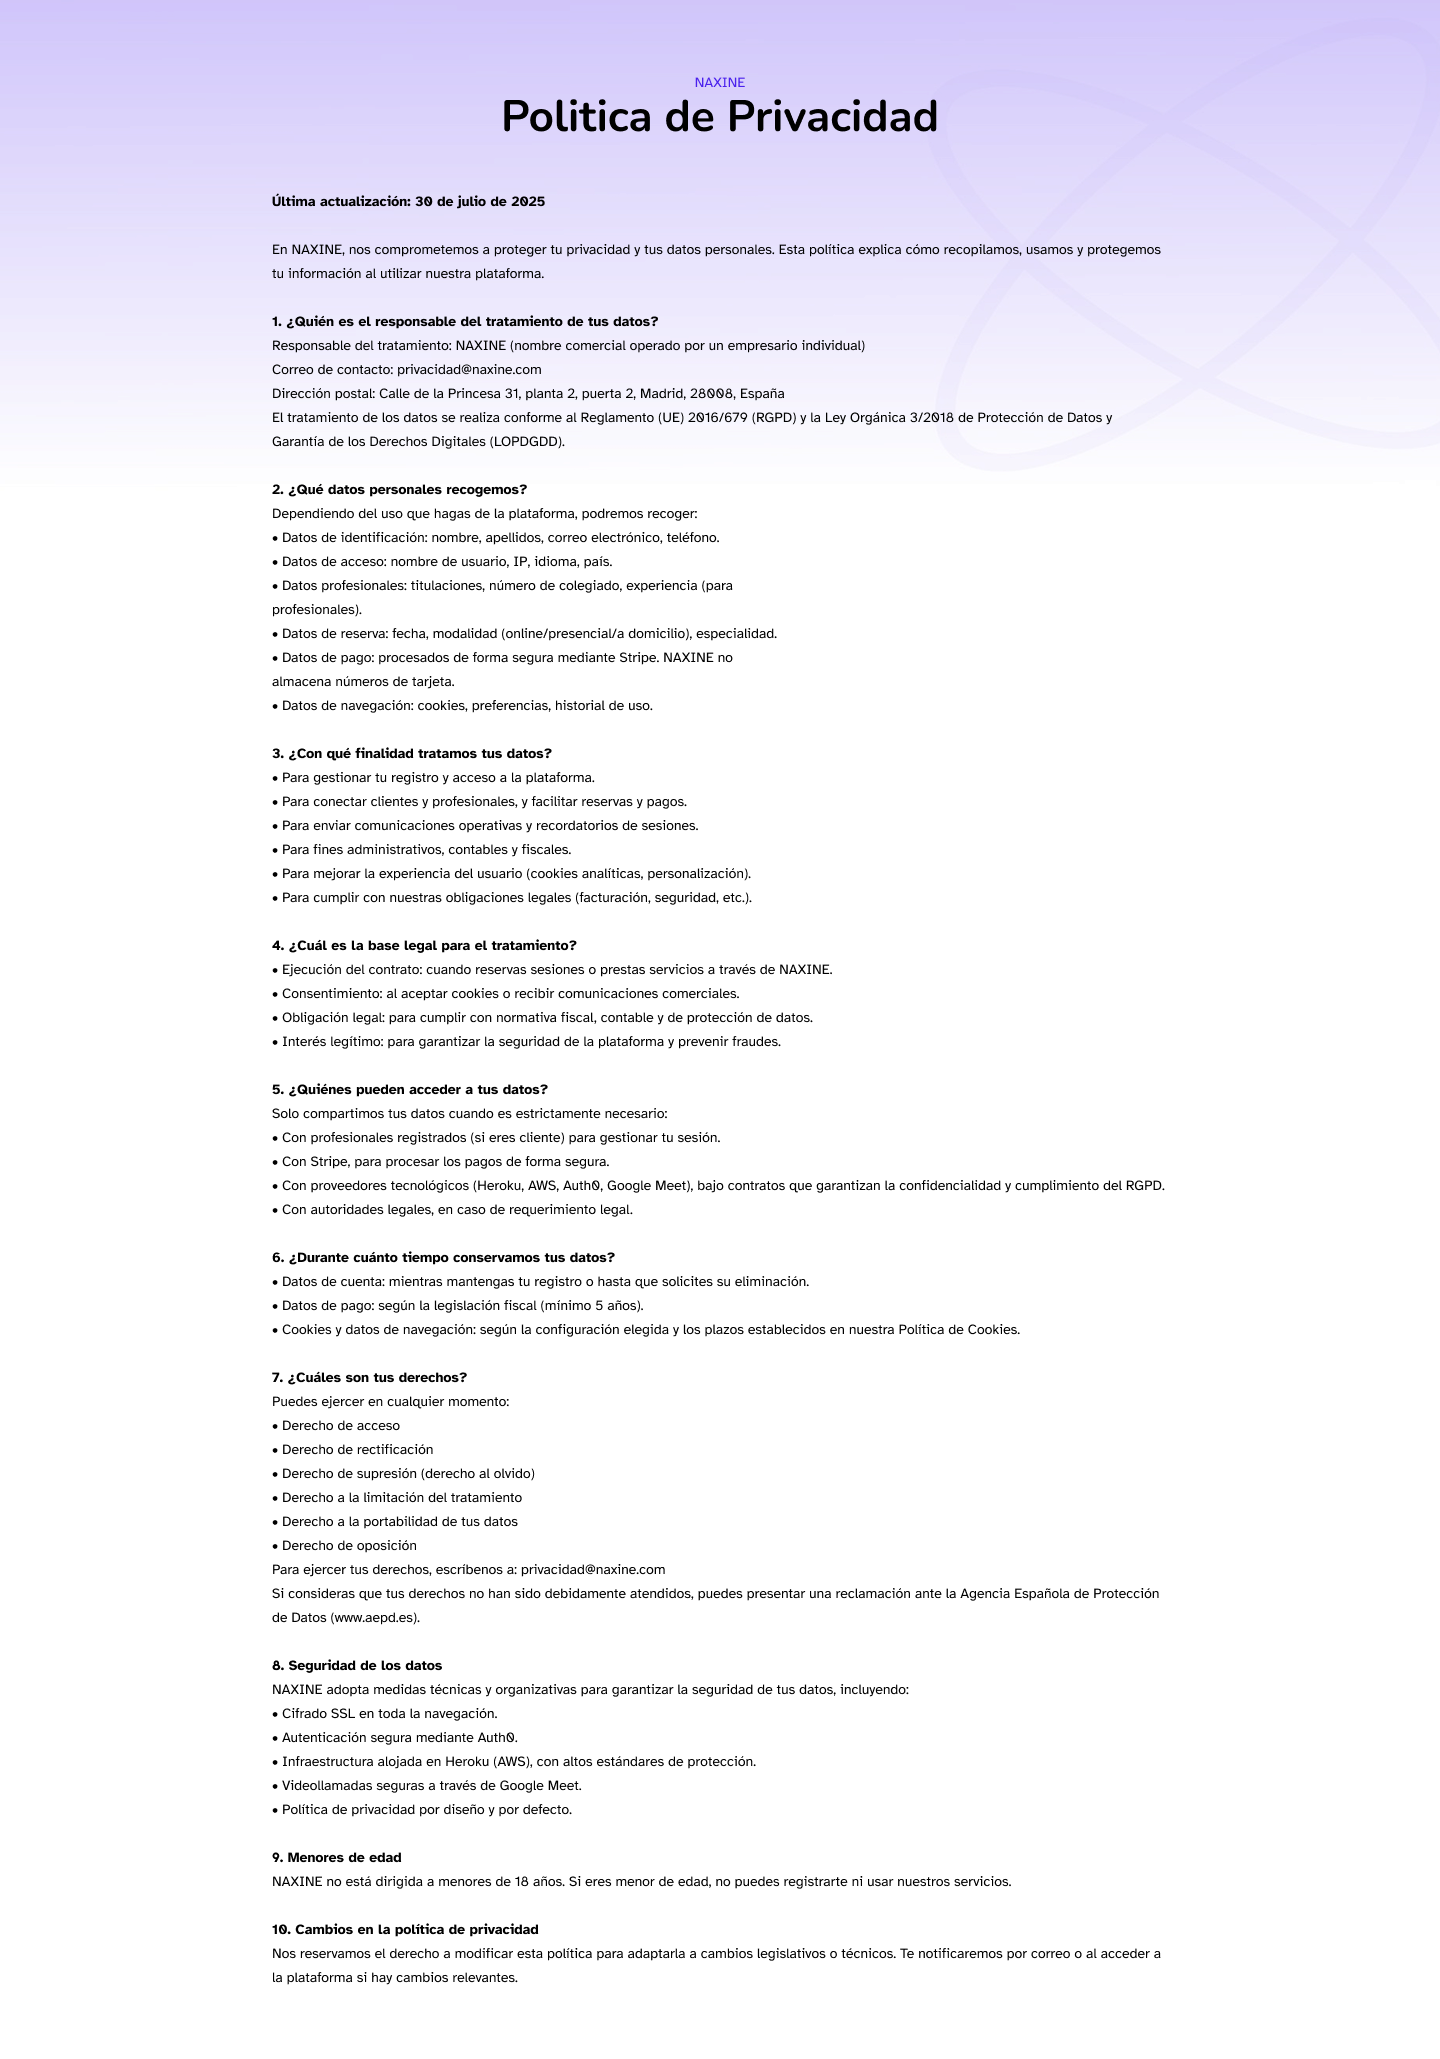 NAXINE
Politica de Privacidad
Última actualización: 30 de julio de 2025
En NAXINE, nos comprometemos a proteger tu privacidad y tus datos personales. Esta política explica cómo recopilamos, usamos y protegemos
tu información al utilizar nuestra plataforma.
1. ¿Quién es el responsable del tratamiento de tus datos?
Responsable del tratamiento: NAXINE (nombre comercial operado por un empresario individual)
Correo de contacto: privacidad@naxine.com
Dirección postal: Calle de la Princesa 31, planta 2, puerta 2, Madrid, 28008, España
El tratamiento de los datos se realiza conforme al Reglamento (UE) 2016/679 (RGPD) y la Ley Orgánica 3/2018 de Protección de Datos y
Garantía de los Derechos Digitales (LOPDGDD).
2. ¿Qué datos personales recogemos?
Dependiendo del uso que hagas de la plataforma, podremos recoger:
• Datos de identificación: nombre, apellidos, correo electrónico, teléfono.
• Datos de acceso: nombre de usuario, IP, idioma, país.
• Datos profesionales: titulaciones, número de colegiado, experiencia (para
profesionales).
• Datos de reserva: fecha, modalidad (online/presencial/a domicilio), especialidad.
• Datos de pago: procesados de forma segura mediante Stripe. NAXINE no
almacena números de tarjeta.
• Datos de navegación: cookies, preferencias, historial de uso.
3. ¿Con qué finalidad tratamos tus datos?
• Para gestionar tu registro y acceso a la plataforma.
• Para conectar clientes y profesionales, y facilitar reservas y pagos.
• Para enviar comunicaciones operativas y recordatorios de sesiones.
• Para fines administrativos, contables y fiscales.
• Para mejorar la experiencia del usuario (cookies analíticas, personalización).
• Para cumplir con nuestras obligaciones legales (facturación, seguridad, etc.).
4. ¿Cuál es la base legal para el tratamiento?
• Ejecución del contrato: cuando reservas sesiones o prestas servicios a través de NAXINE.
• Consentimiento: al aceptar cookies o recibir comunicaciones comerciales.
• Obligación legal: para cumplir con normativa fiscal, contable y de protección de datos.
• Interés legítimo: para garantizar la seguridad de la plataforma y prevenir fraudes.
5. ¿Quiénes pueden acceder a tus datos?
Solo compartimos tus datos cuando es estrictamente necesario:
• Con profesionales registrados (si eres cliente) para gestionar tu sesión.
• Con Stripe, para procesar los pagos de forma segura.
• Con proveedores tecnológicos (Heroku, AWS, Auth0, Google Meet), bajo contratos que garantizan la confidencialidad y cumplimiento del RGPD.
• Con autoridades legales, en caso de requerimiento legal.
6. ¿Durante cuánto tiempo conservamos tus datos?
• Datos de cuenta: mientras mantengas tu registro o hasta que solicites su eliminación.
• Datos de pago: según la legislación fiscal (mínimo 5 años).
• Cookies y datos de navegación: según la configuración elegida y los plazos establecidos en nuestra Política de Cookies.
7. ¿Cuáles son tus derechos?
Puedes ejercer en cualquier momento:
• Derecho de acceso
• Derecho de rectificación
• Derecho de supresión (derecho al olvido)
• Derecho a la limitación del tratamiento
• Derecho a la portabilidad de tus datos
• Derecho de oposición
Para ejercer tus derechos, escríbenos a: privacidad@naxine.com
Si consideras que tus derechos no han sido debidamente atendidos, puedes presentar una reclamación ante la Agencia Española de Protección
de Datos (www.aepd.es).
8. Seguridad de los datos
NAXINE adopta medidas técnicas y organizativas para garantizar la seguridad de tus datos, incluyendo:
• Cifrado SSL en toda la navegación.
• Autenticación segura mediante Auth0.
• Infraestructura alojada en Heroku (AWS), con altos estándares de protección.
• Videollamadas seguras a través de Google Meet.
• Política de privacidad por diseño y por defecto.
9. Menores de edad
NAXINE no está dirigida a menores de 18 años. Si eres menor de edad, no puedes registrarte ni usar nuestros servicios.
10. Cambios en la política de privacidad
Nos reservamos el derecho a modificar esta política para adaptarla a cambios legislativos o técnicos. Te notificaremos por correo o al acceder a
la plataforma si hay cambios relevantes.